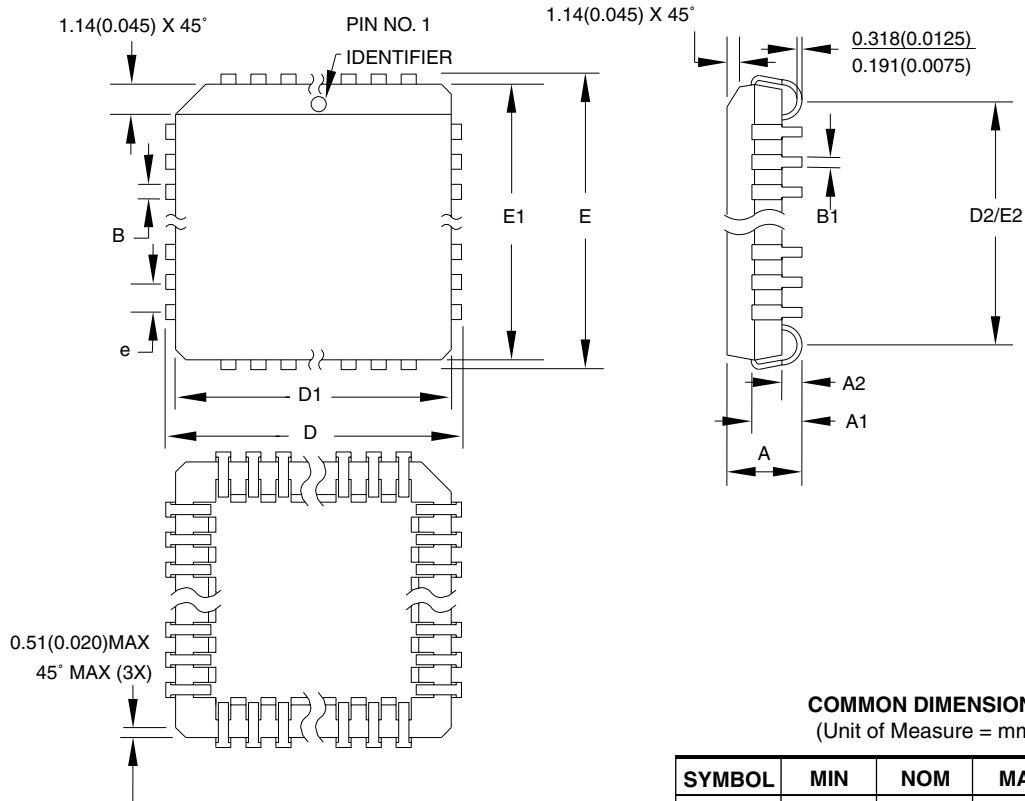 1.14(0.045) X 45˚
PIN NO. 1
IDENTIFIER
1.14(0.045) X 45˚
0.318(0.0125)
0.191(0.0075)
E1
E
B
e
B1
D2/E2
D1
D
A2
A1
A
0.51(0.020)MAX
45˚ MAX (3X)
COMMON DIMENSION
(Unit of Measure = mm
SYMBOL MIN NOM MA